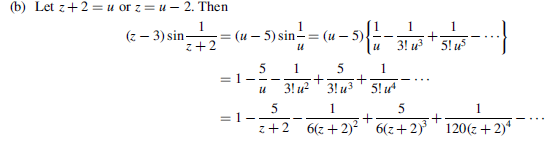 (b) Let z + 2 = u or z = u − 2. Then
(z − 3) sin 1/(z + 2) = (u − 5) sin 1/u = (u − 5){1/u − 1/(3! u³) + 1/(5! u⁵) − ⋯}
= 1 − 5/u − 1/(3! u²) + 5/(3! u³) + 1/(5! u⁴) − ⋯
= 1 − 5/(z + 2) − 1/(6(z + 2)²) + 5/(6(z + 2)³) + 1/(120(z + 2)⁴) − ⋯